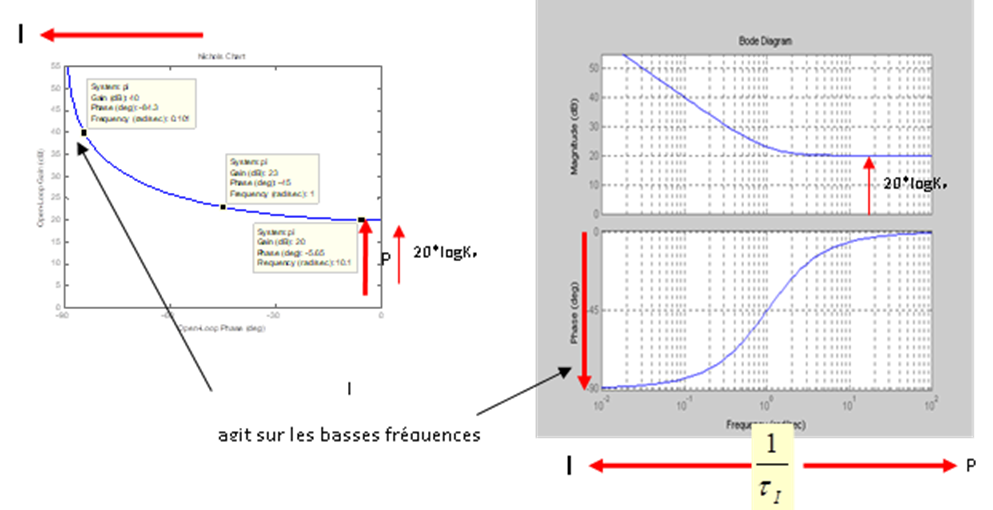 I
Nichols Chart
Open-Loop Gain (dB)
55
50
45
40
35
30
25
20
15
10
5
0
System: pi
Gain (dB): 40
Phase (deg): -84.3
Frequency (rad/sec): 0.101
System: pi
Gain (dB): 23
Phase (deg): -45
Frequency (rad/sec): 1
System: pi
Gain (dB): 20
Phase (deg): -5.65
Frequency (rad/sec): 10.1
P
20*logK,
-90
-60
-30
0
Open-Loop Phase (deg)
I
agit sur les basses fréquences
Bode Diagram
Magnitude (dB)
50
40
30
20
10
0
20*logK,
Phase (deg)
0
-45
-90
10^-2
10^-1
10^0
10^1
10^2
I
1
τ_I
P